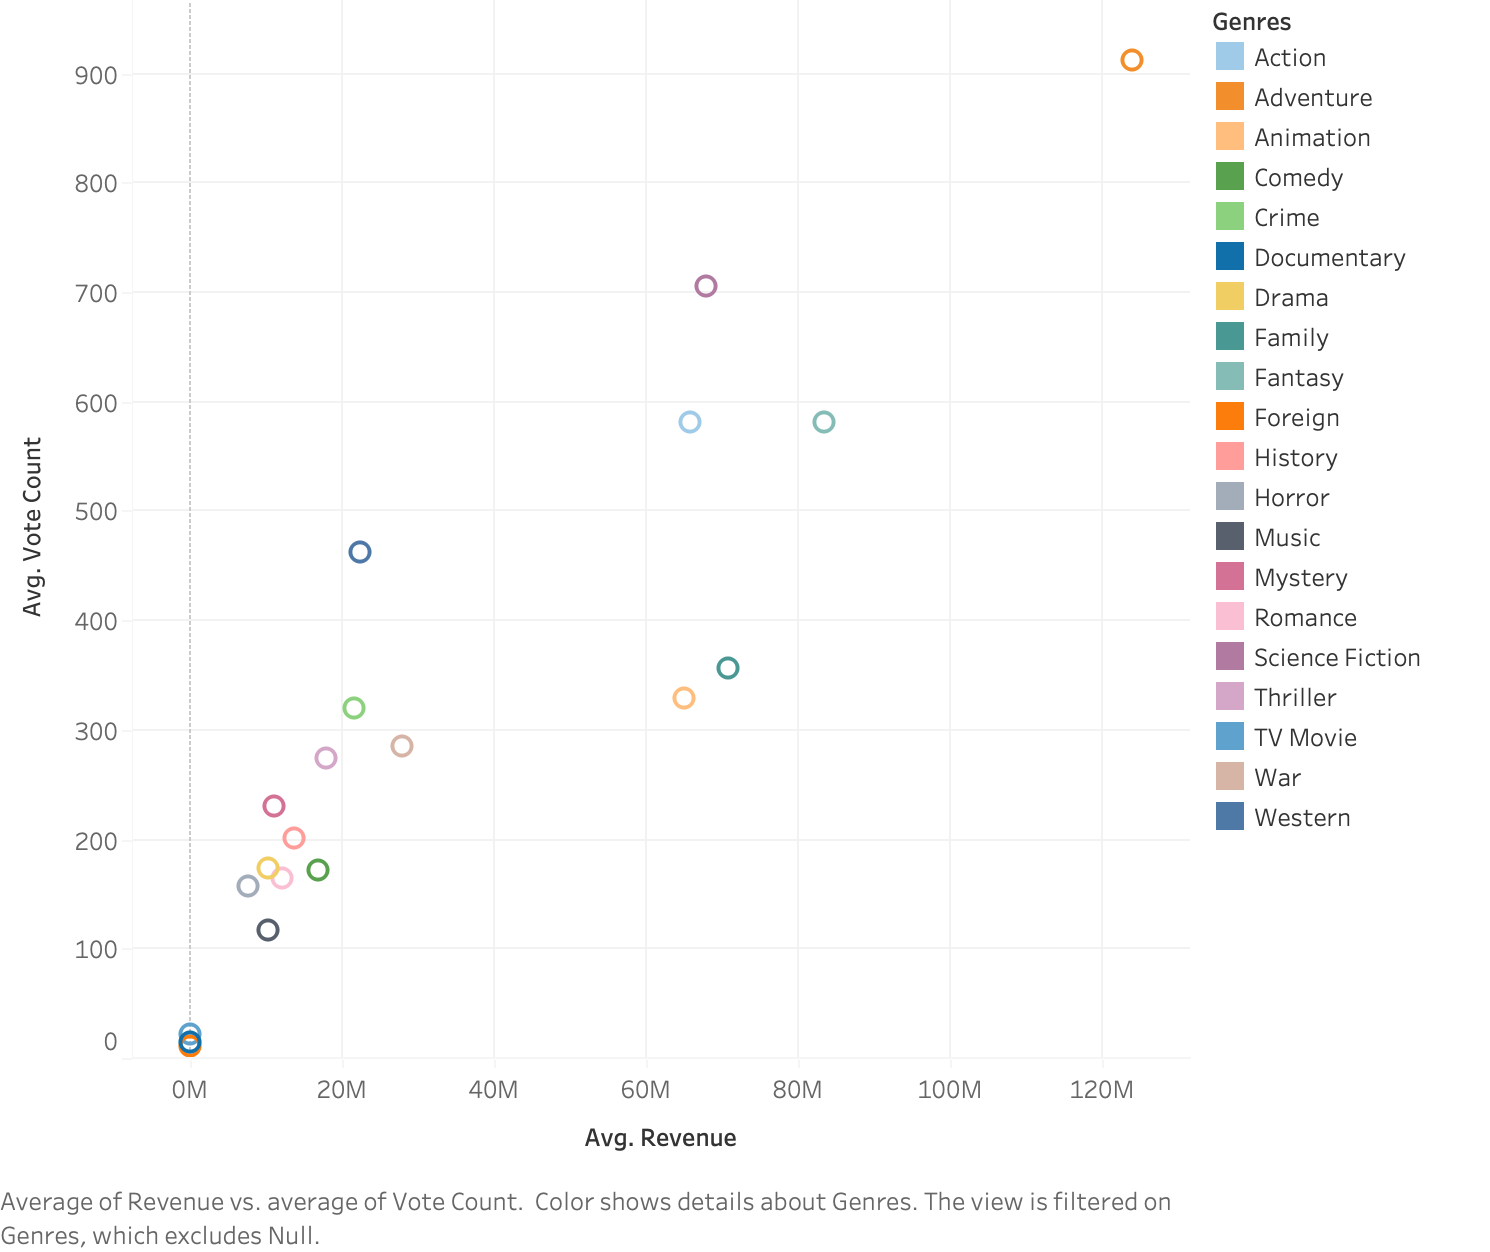 Genres
Action
Adventure
Animation
Comedy
Crime
Documentary
Drama
Family
Fantasy
Foreign
History
Horror
Music
Mystery
Romance
Science Fiction
Thriller
TV Movie
War
Western
900
800
700
600
500
400
300
200
100
0
Avg. Vote Count
0M 20M 40M 60M 80M 100M 120M
Avg. Revenue
Average of Revenue vs. average of Vote Count.  Color shows details about Genres. The view is filtered on
Genres, which excludes Null.